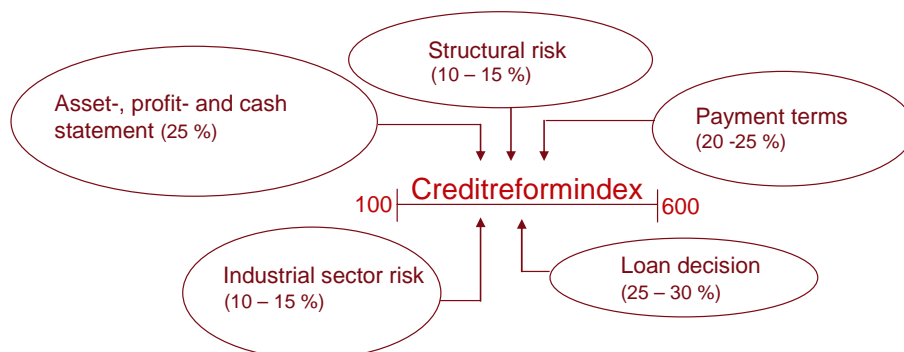 Structural risk
(10 – 15 %)
Asset-, profit- and cash
statement (25 %)
Payment terms
(20 -25 %)
Creditreformindex
100
600
Industrial sector risk
(10 – 15 %)
Loan decision
(25 – 30 %)